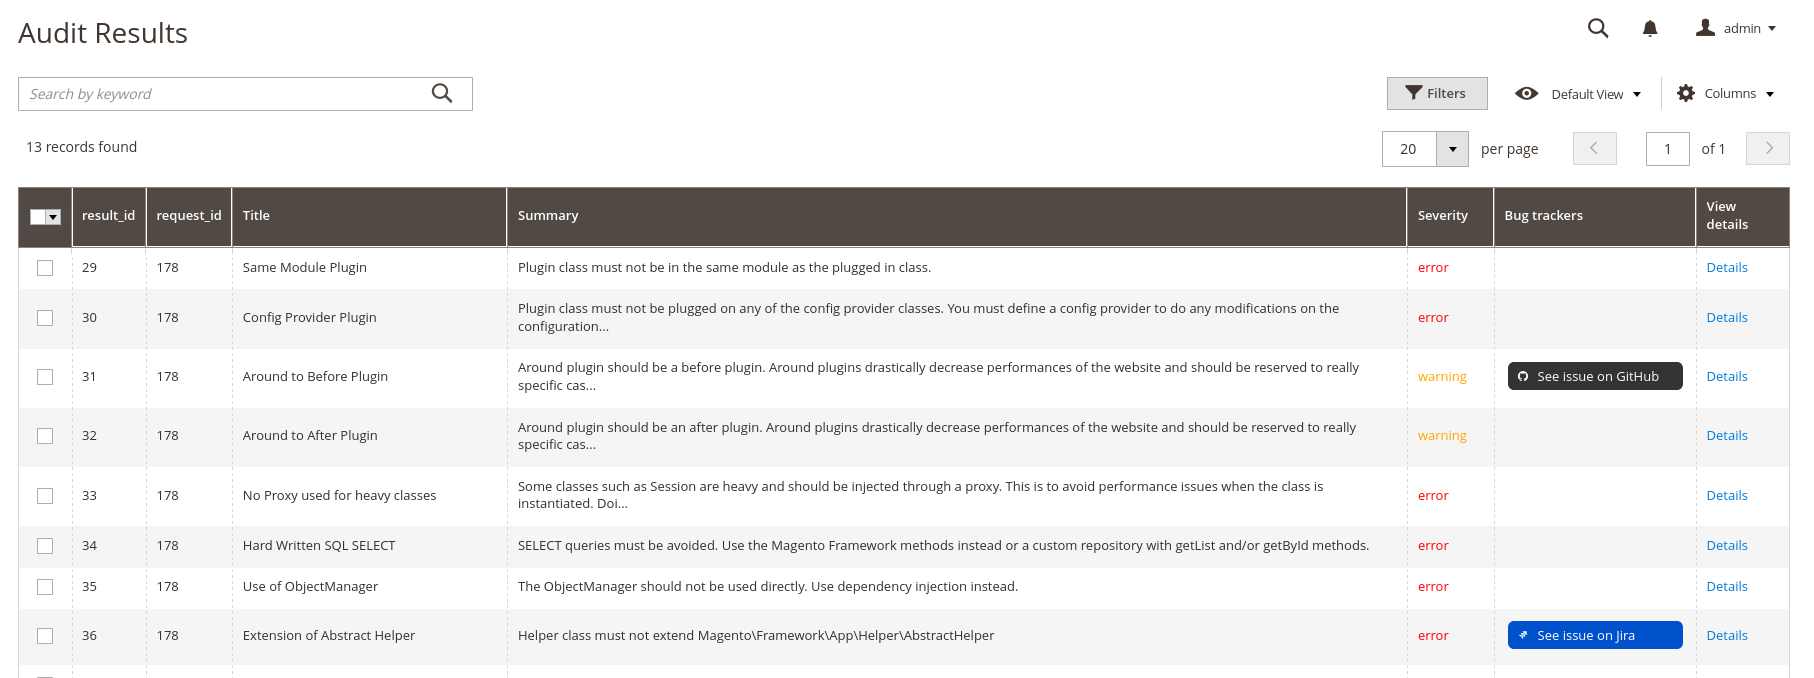 Audit Results
admin
Search by keyword
Filters
Default View
Columns
13 records found
20
per page
1
of 1
result_id request_id Title Summary Severity Bug trackers View details
29 178 Same Module Plugin Plugin class must not be in the same module as the plugged in class. error Details
30 178 Config Provider Plugin Plugin class must not be plugged on any of the config provider classes. You must define a config provider to do any modifications on the
configuration... error Details
31 178 Around to Before Plugin Around plugin should be a before plugin. Around plugins drastically decrease performances of the website and should be reserved to really
specific cas... warning See issue on GitHub Details
32 178 Around to After Plugin Around plugin should be an after plugin. Around plugins drastically decrease performances of the website and should be reserved to really
specific cas... warning Details
33 178 No Proxy used for heavy classes Some classes such as Session are heavy and should be injected through a proxy. This is to avoid performance issues when the class is
instantiated. Doi... error Details
34 178 Hard Written SQL SELECT SELECT queries must be avoided. Use the Magento Framework methods instead or a custom repository with getList and/or getById methods. error Details
35 178 Use of ObjectManager The ObjectManager should not be used directly. Use dependency injection instead. error Details
36 178 Extension of Abstract Helper Helper class must not extend Magento\Framework\App\Helper\AbstractHelper error See issue on Jira Details